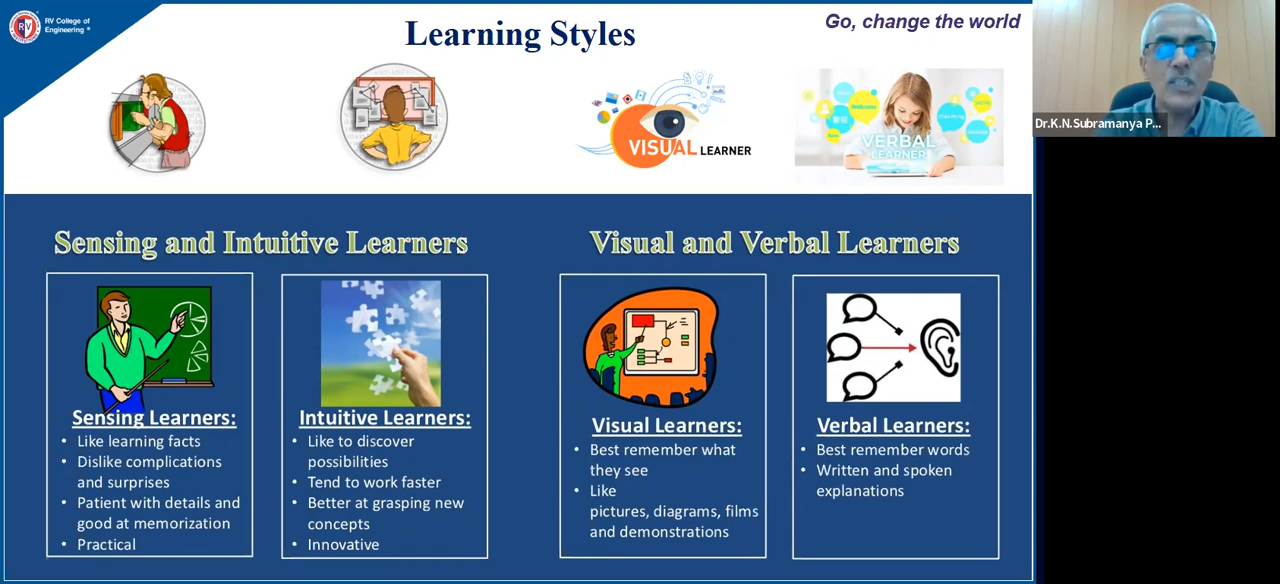 RV College of
Engineering ®
Learning Styles
Go, change the world
Dr.K.N.Subramanya P...
VISUAL LEARNER
Welcome
VERBAL
LEARNER
Sensing and Intuitive Learners
Visual and Verbal Learners
Sensing Learners:
• Like learning facts
• Dislike complications
and surprises
• Patient with details and
good at memorization
• Practical
Intuitive Learners:
• Like to discover
possibilities
• Tend to work faster
• Better at grasping new
concepts
• Innovative
Visual Learners:
• Best remember what
they see
• Like
pictures, diagrams, films
and demonstrations
Verbal Learners:
• Best remember words
• Written and spoken
explanations